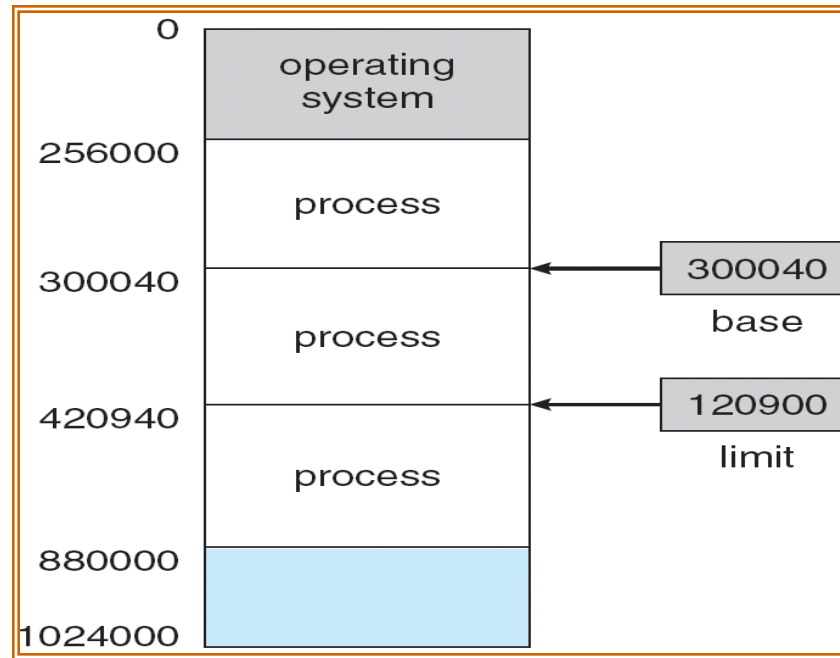 0
operating
system
256000
process
300040
300040
base
process
420940
120900
limit
process
880000
1024000